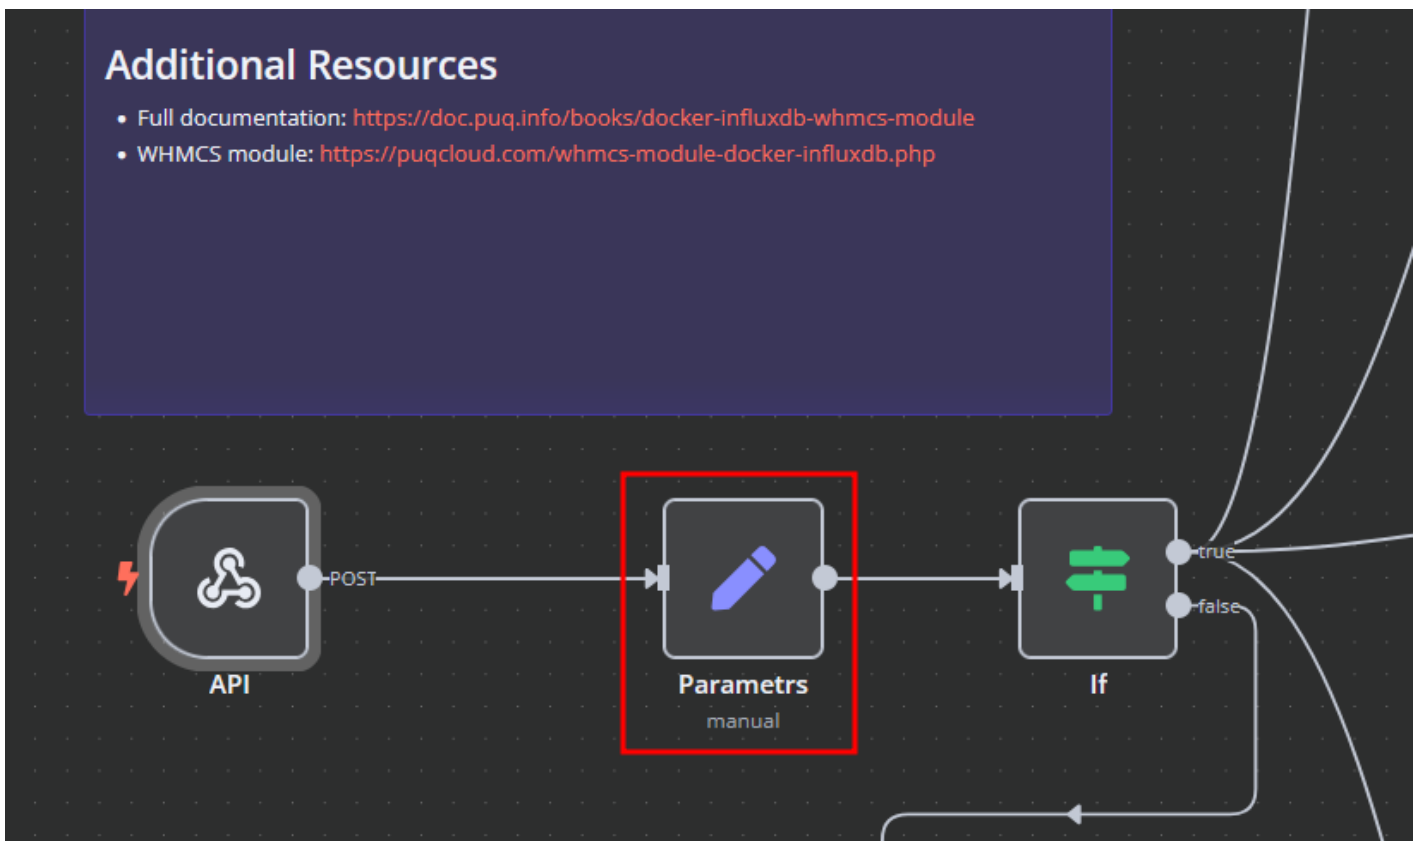 Additional Resources
• Full documentation: https://doc.puq.info/books/docker-influxdb-whmcs-module
• WHMCS module: https://puqcloud.com/whmcs-module-docker-influxdb.php
POST
true
false
API
Parametrs
If
manual